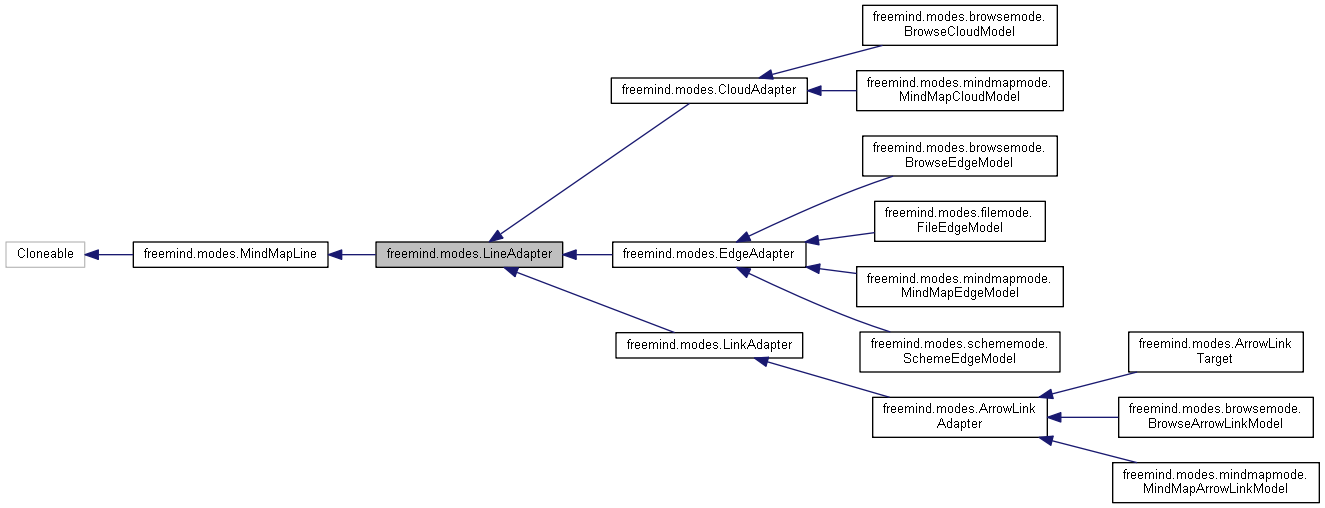 freemind.modes.browsemode.
BrowseCloudModel
freemind.modes.CloudAdapter
freemind.modes.mindmapmode.
MindMapCloudModel
freemind.modes.browsemode.
BrowseEdgeModel
freemind.modes.filemode.
FileEdgeModel
Cloneable
freemind.modes.MindMapLine
freemind.modes.LineAdapter
freemind.modes.EdgeAdapter
freemind.modes.mindmapmode.
MindMapEdgeModel
freemind.modes.LinkAdapter
freemind.modes.schememode.
SchemeEdgeModel
freemind.modes.ArrowLink
Target
freemind.modes.ArrowLink
Adapter
freemind.modes.browsemode.
BrowseArrowLinkModel
freemind.modes.mindmapmode.
MindMapArrowLinkModel